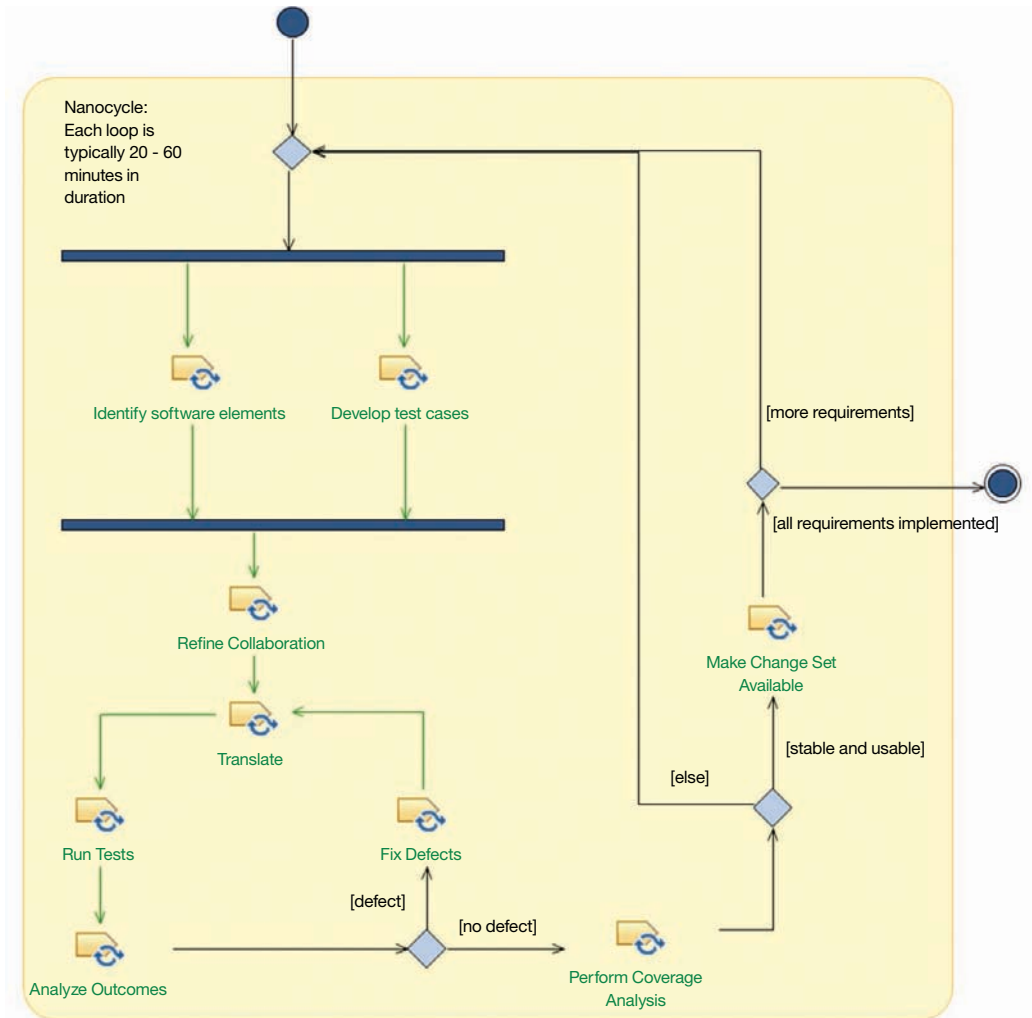 Nanocycle:
Each loop is
typically 20 - 60
minutes in
duration
Identify software elements
Develop test cases
[more requirements]
[all requirements implemented]
Refine Collaboration
Make Change Set
Available
Translate
[stable and usable]
[else]
Run Tests
Fix Defects
[defect]
[no defect]
Analyze Outcomes
Perform Coverage
Analysis